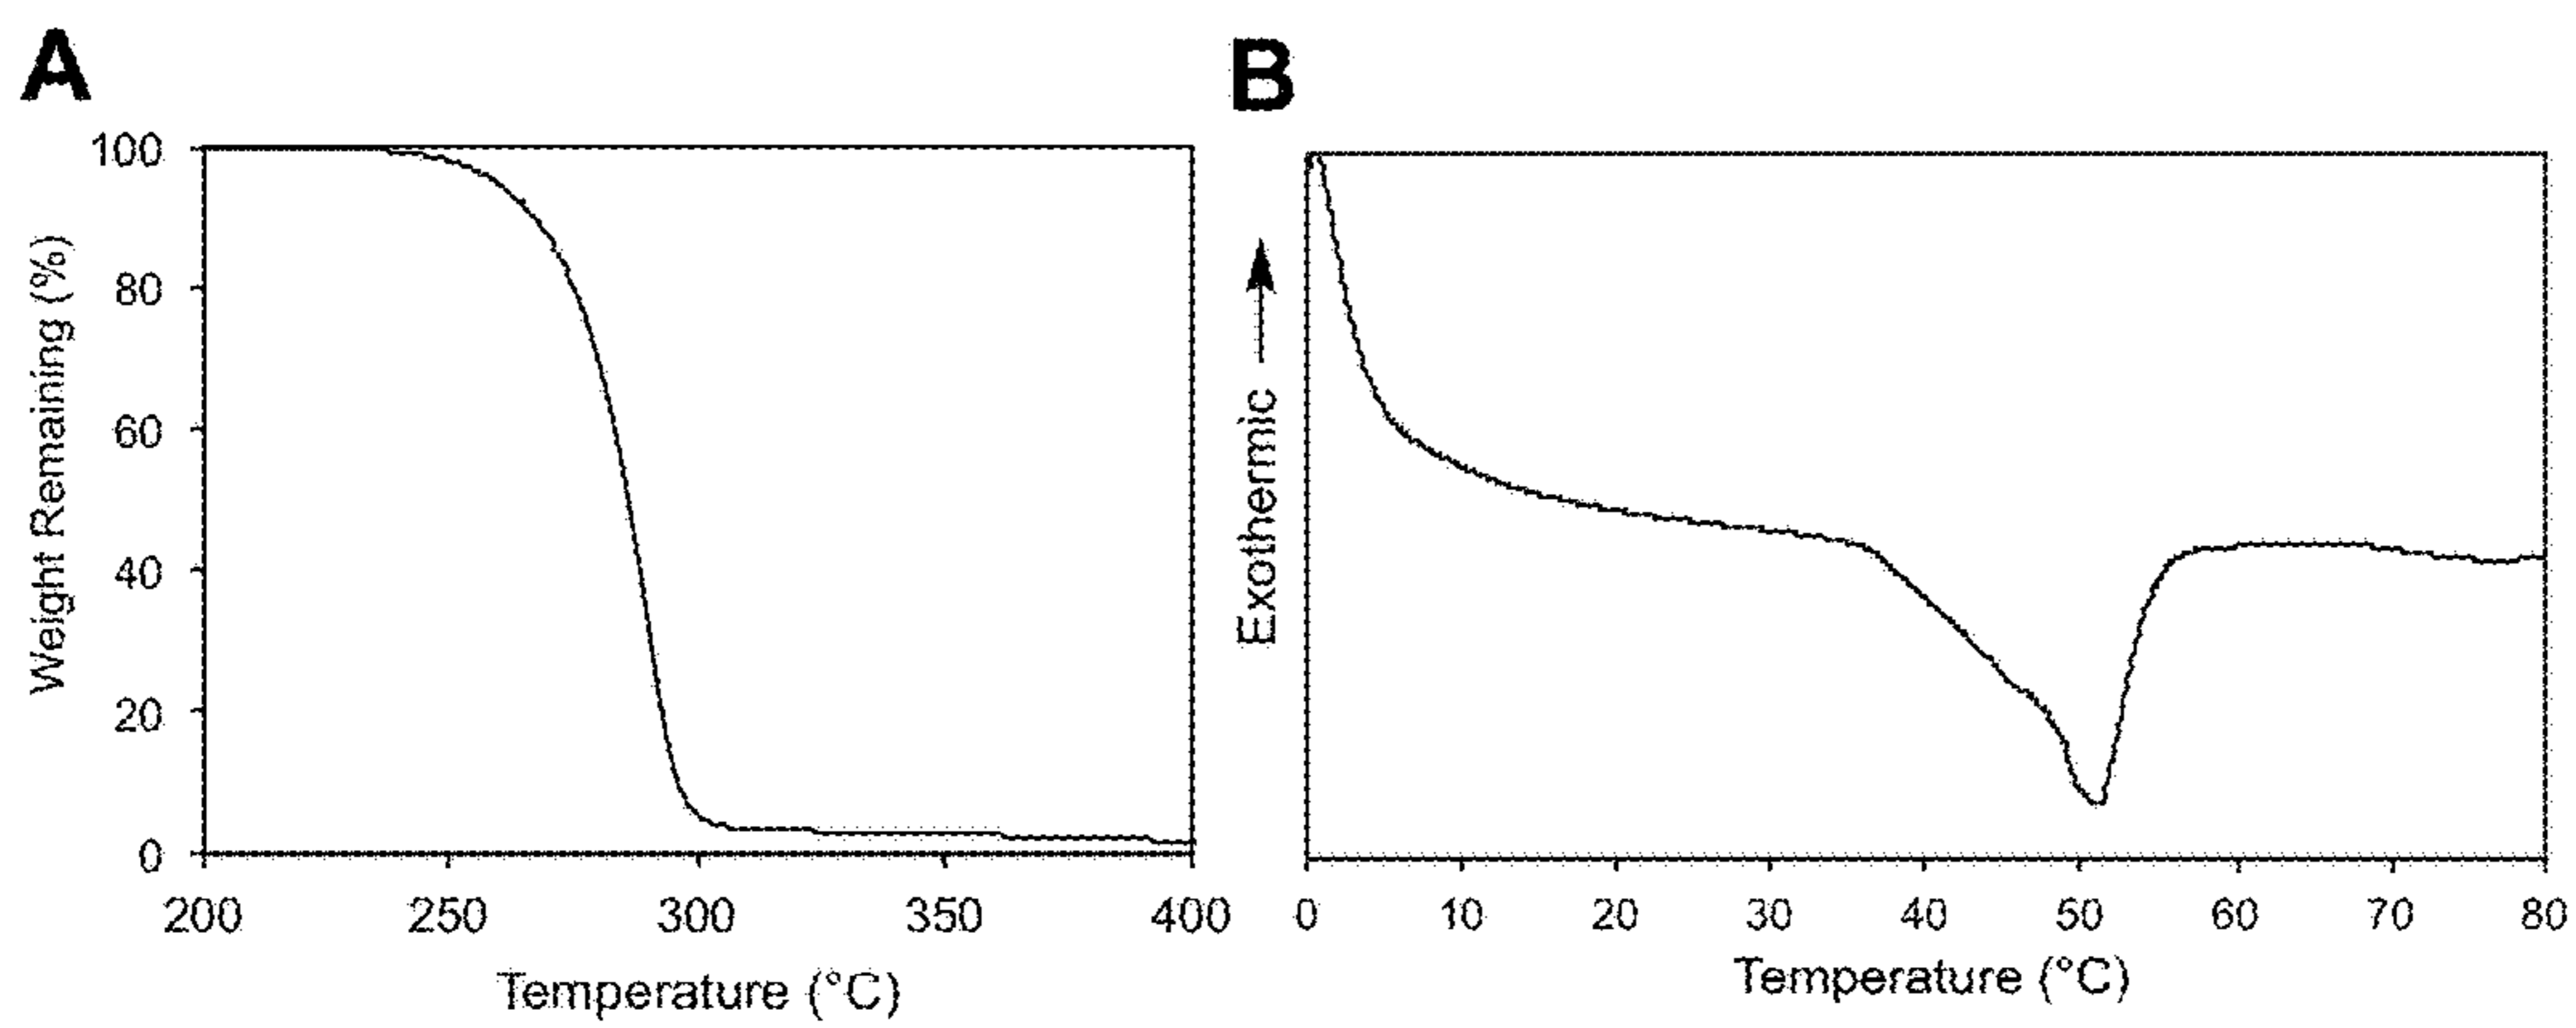 A
B
Weight Remaining (%)
100
80
60
40
20
0
200 250 300 350 400
Temperature (°C)
Exothermic
0 10 20 30 40 50 60 70 80
Temperature (°C)